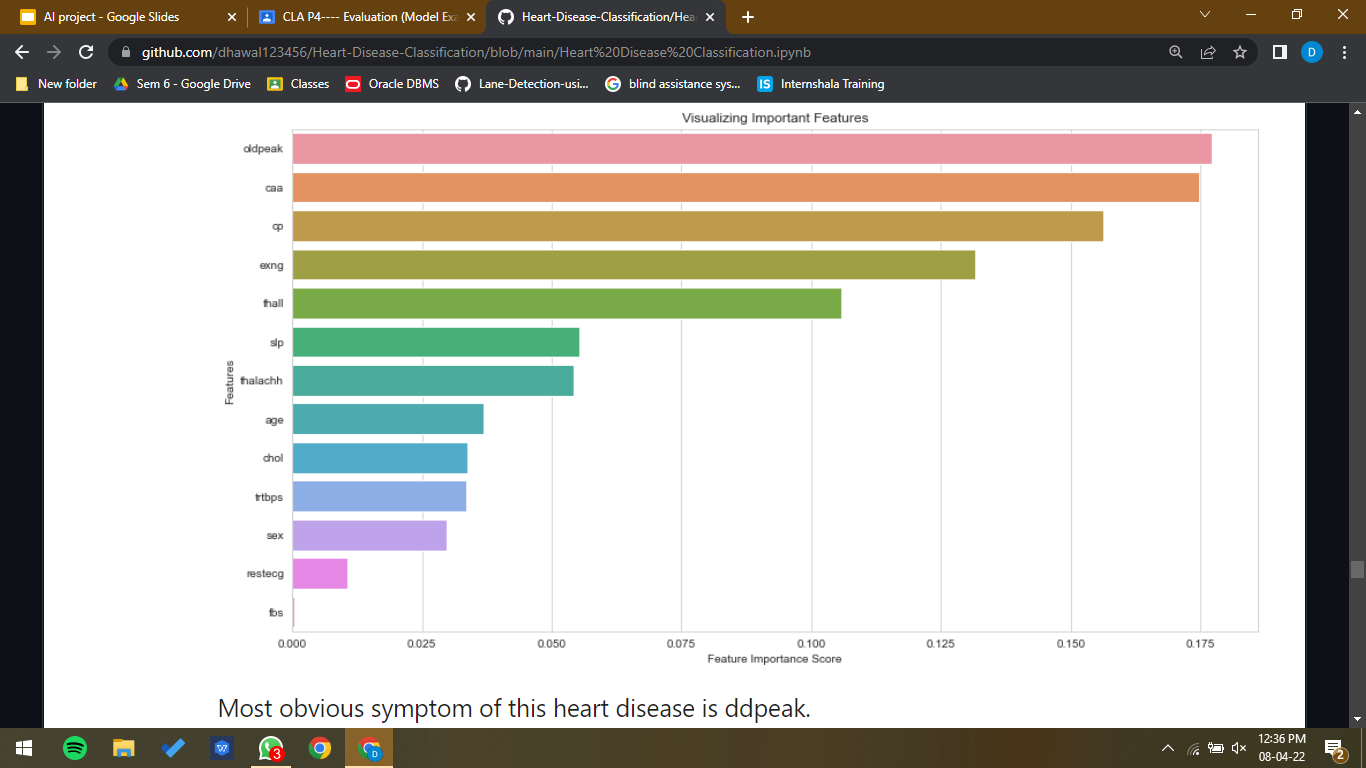 AI project - Google Slides
CLA P4---- Evaluation (Model Exa
Heart-Disease-Classification/Hea
github.com/dhawal123456/Heart-Disease-Classification/blob/main/Heart%20Disease%20Classification.ipynb
D
New folder
Sem 6 - Google Drive
Classes
Oracle DBMS
Lane-Detection-usi...
blind assistance sys...
IS Internshala Training
Visualizing Important Features
oldpeak
caa
cp
exng
thall
slp
thalachh
age
chol
trtbps
sex
restecg
fbs
Features
0.000 0.025 0.050 0.075 0.100 0.125 0.150 0.175
Feature Importance Score
Most obvious symptom of this heart disease is ddpeak.
3
D
12:36 PM
08-04-22
2